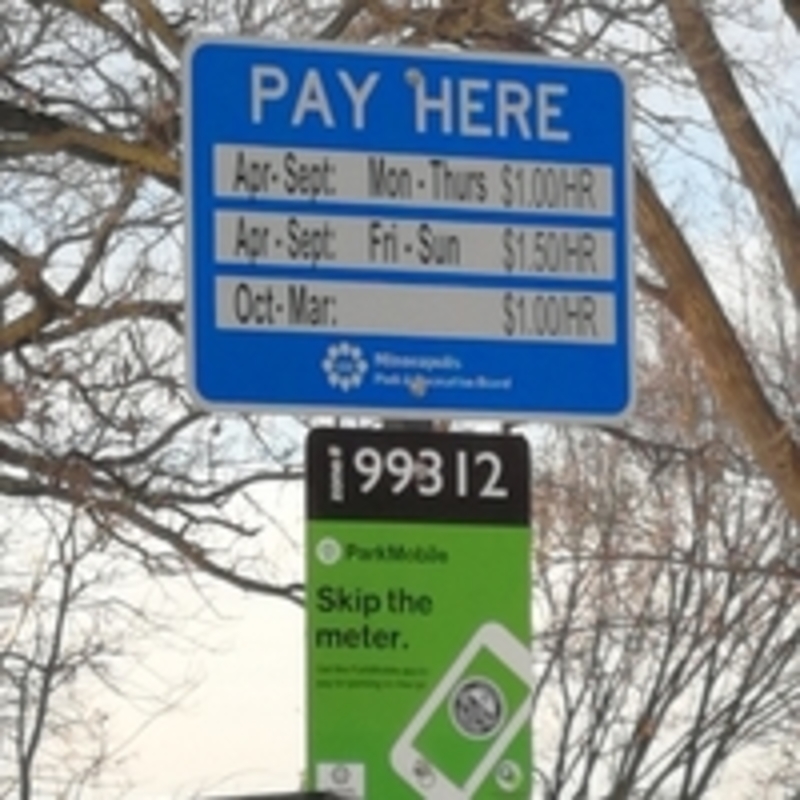 PAY HERE
Apr-Sept: Mon-Thurs $1.00/HR
Apr-Sept: Fri-Sun $1.50/HR
Oct-Mar: $1.00/HR
Minneapolis
Park & Recreation Board
zone# 99312
ParkMobile
Skip the
meter.